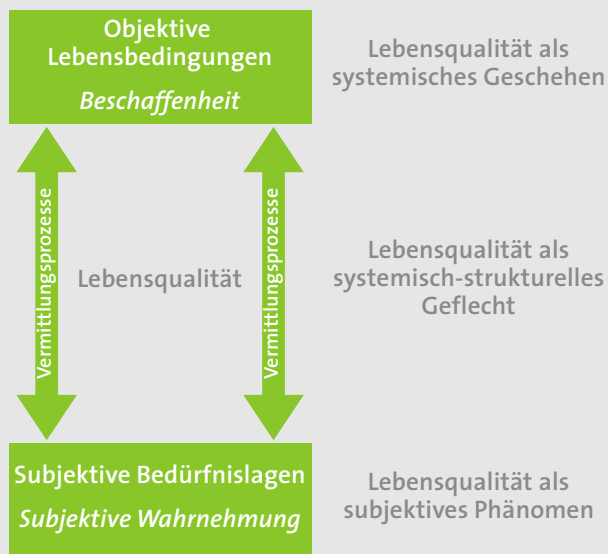 Objektive
Lebensbedingungen
Beschaffenheit
Lebensqualität als
systemisches Geschehen
Vermittlungsprozesse
Lebensqualität
Vermittlungsprozesse
Lebensqualität als
systemisch-strukturelles
Geflecht
Subjektive Bedürfnislagen
Subjektive Wahrnehmung
Lebensqualität als
subjektives Phänomen